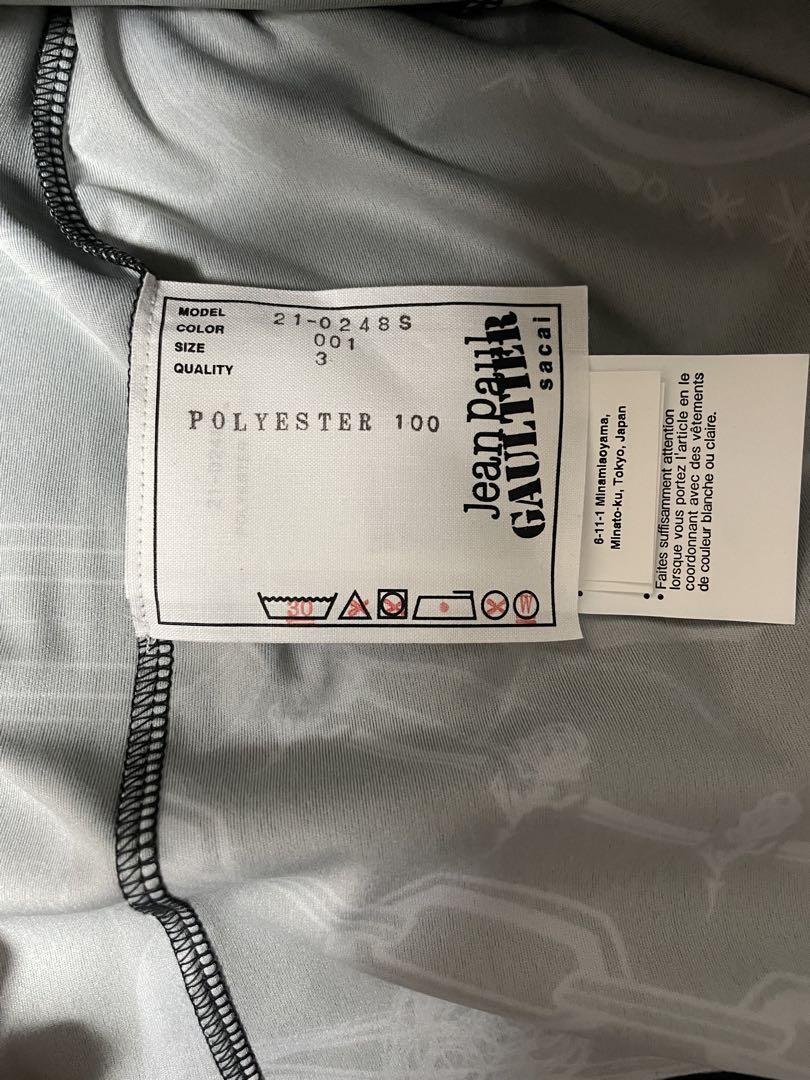 MODEL 21-0248S
COLOR 001
SIZE 3
QUALITY
POLYESTER 100
Jean Paul
GAULTIER
sacai
30
W
6-11-1 Minamiaoyama,
Minato-ku, Tokyo, Japan
• Faites suffisamment attention
lorsque vous portez l'article en le
coordonnant avec des vêtements
de couleur blanche ou claire.